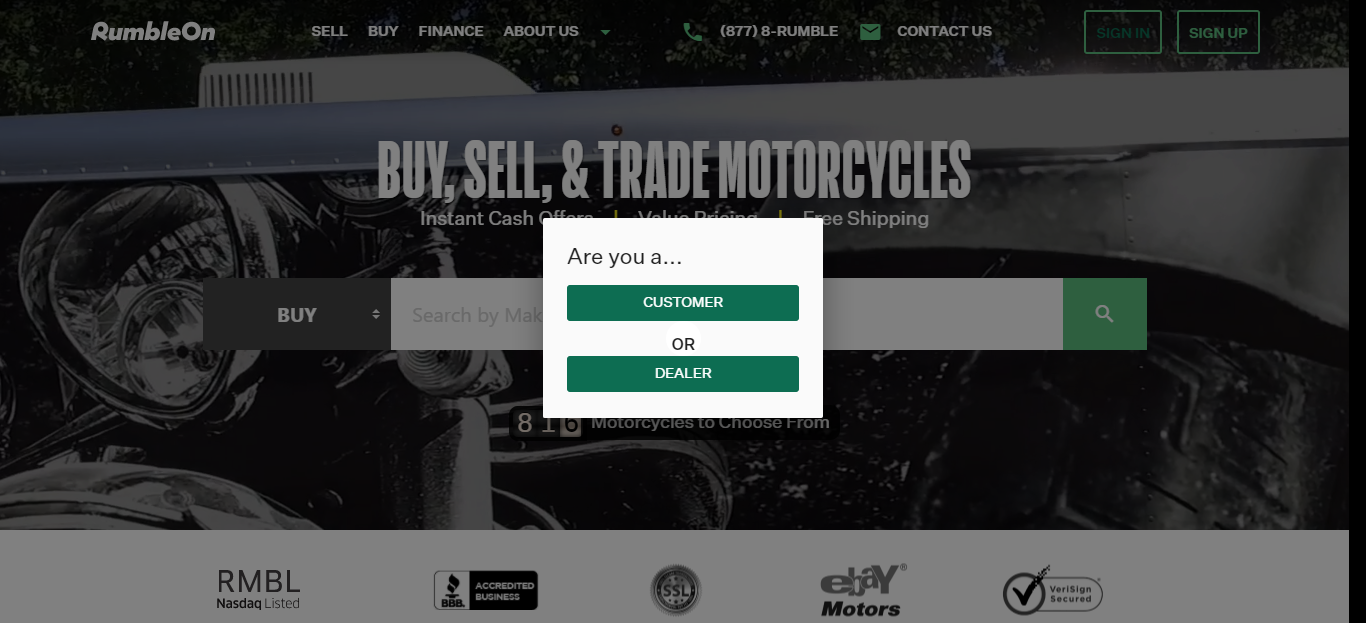 RumbleOn
SELL BUY FINANCE ABOUT US (877) 8-RUMBLE CONTACT US SIGN IN SIGN UP
BUY, SELL, & TRADE MOTORCYCLES
Instant Cash Offers | Value Pricing | Free Shipping
Are you a...
CUSTOMER
OR
DEALER
BUY Search by Mak
816 Motorcycles to Choose From
RMBL
Nasdaq Listed
BBB.
ACCREDITED
BUSINESS
SSL
ebaY®
Motors
VeriSign
Secured